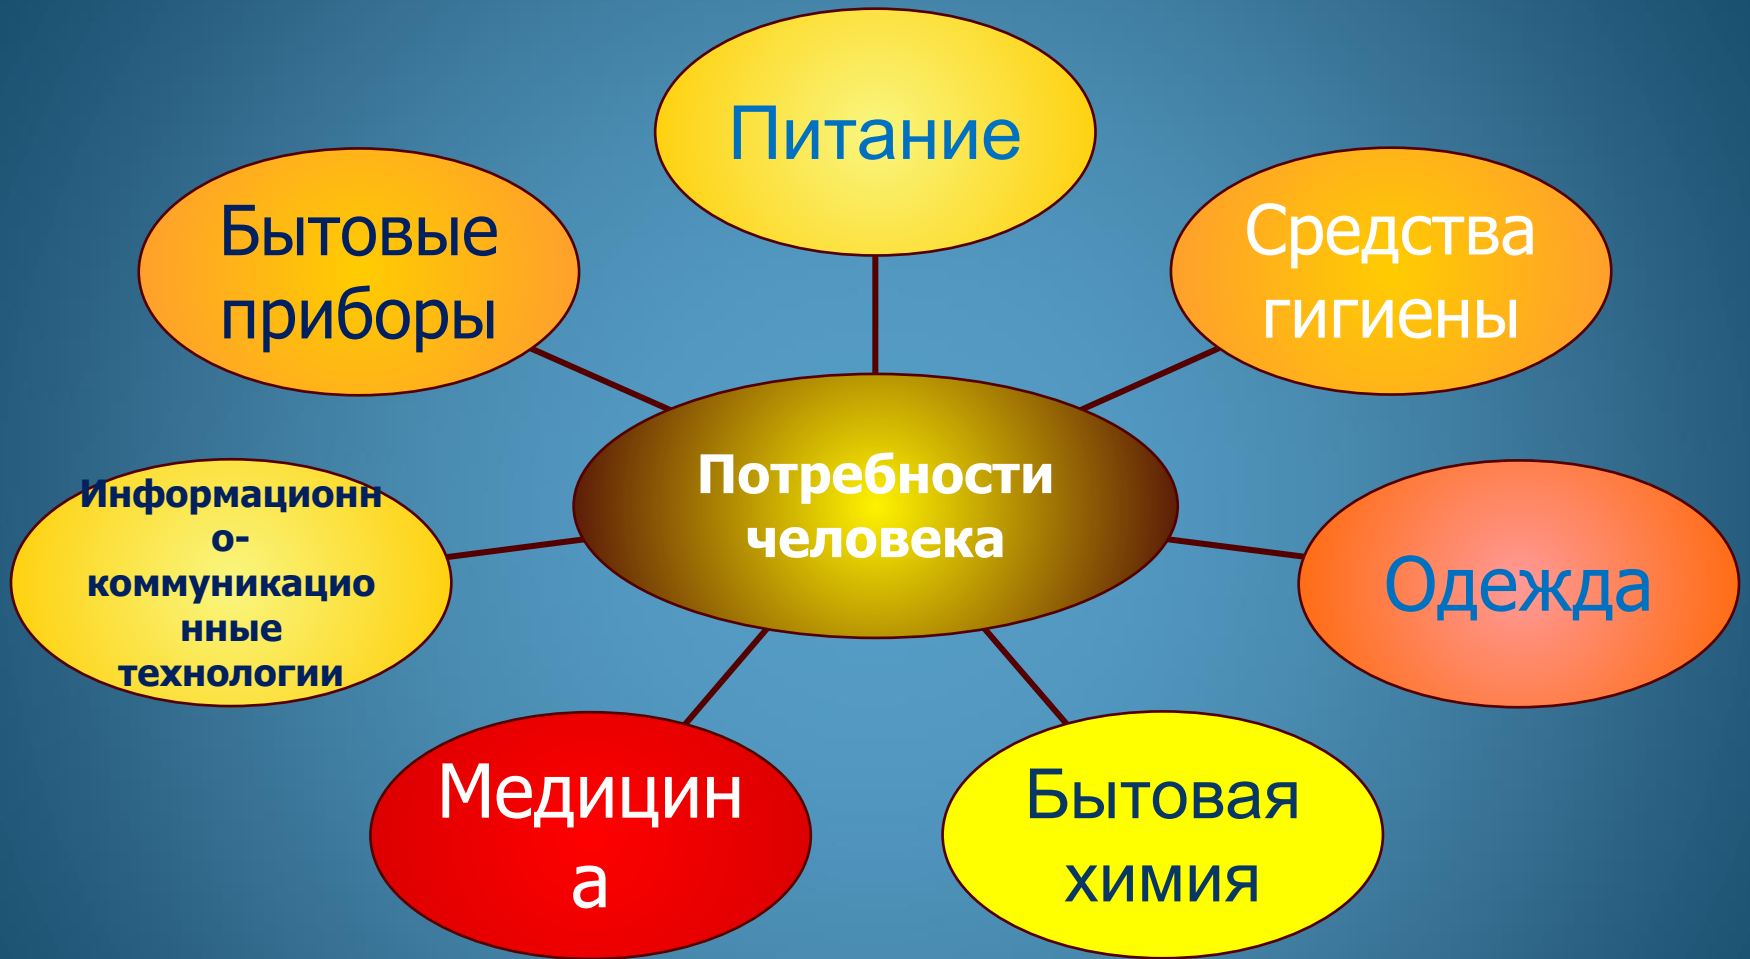 Питание
Бытовые
приборы
Средства
гигиены
Потребности
человека
Информационн
о-
коммуникацио
нные
технологии
Одежда
Медицин
а
Бытовая
химия